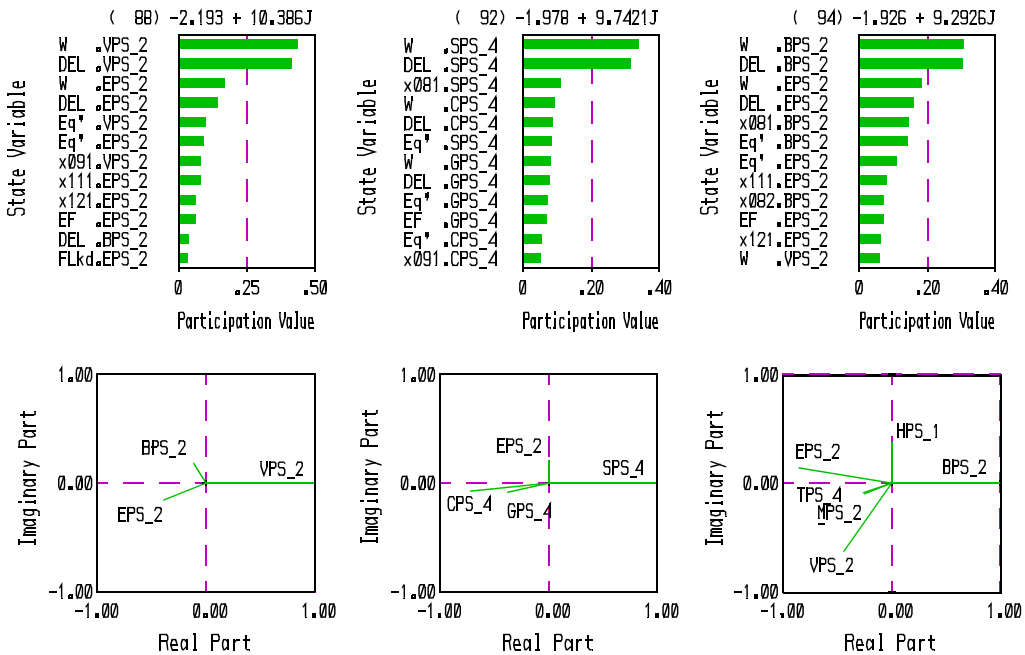 ( 88) -2.193 + 10.386J
State Variable
W .VPS_2
DEL .VPS_2
W .EPS_2
DEL .EPS_2
Eq' .VPS_2
Eq' .EPS_2
x091.VPS_2
x111.EPS_2
x121.EPS_2
EF .EPS_2
DEL .BPS_2
FLkd.EPS_2
0 .25 .50
Participation Value
( 92) -1.978 + 9.7421J
State Variable
W .SPS_4
DEL .SPS_4
x081.SPS_4
W .CPS_4
DEL .CPS_4
Eq' .SPS_4
W .GPS_4
DEL .GPS_4
Eq' .GPS_4
EF .GPS_4
Eq' .CPS_4
x091.CPS_4
0 .20 .40
Participation Value
( 94) -1.926 + 9.2926J
State Variable
W .BPS_2
DEL .BPS_2
W .EPS_2
DEL .EPS_2
x081.BPS_2
Eq' .BPS_2
Eq' .EPS_2
x111.EPS_2
x082.BPS_2
EF .EPS_2
x121.EPS_2
W .VPS_2
0 .20 .40
Participation Value
Imaginary Part
1.00
0.00
-1.00
BPS_2
VPS_2
EPS_2
-1.00 0.00 1.00
Real Part
Imaginary Part
1.00
0.00
-1.00
EPS_2
SPS_4
CPS_4
GPS_4
-1.00 0.00 1.00
Real Part
Imaginary Part
1.00
0.00
-1.00
HPS_1
EPS_2
BPS_2
TPS_4
MPS_2
VPS_2
-1.00 0.00 1.00
Real Part